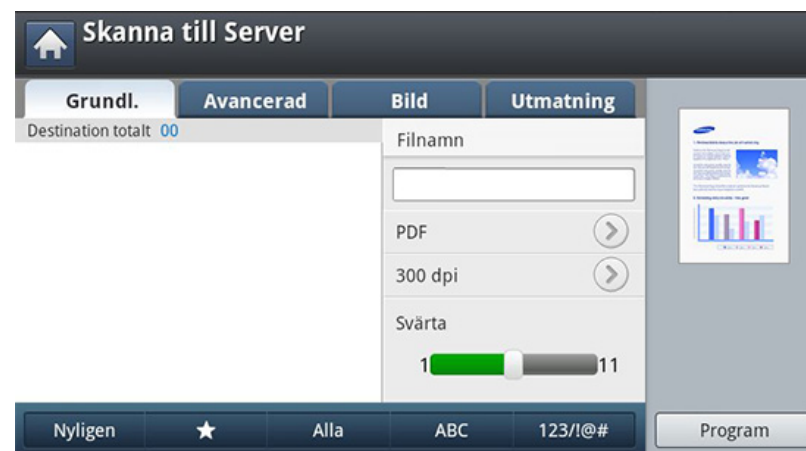 Skanna till Server
Grundl. Avancerad Bild Utmatning
Destination totalt 00
Filnamn
PDF
300 dpi
Svärta
1 11
Nyligen ★ Alla ABC 123/!@# Program